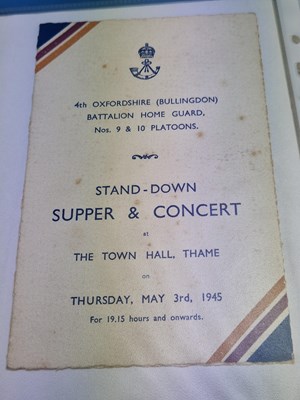 4th OXFORDSHIRE (BULLINGDON)
BATTALION HOME GUARD,
Nos. 9 & 10 PLATOONS.
STAND-DOWN
SUPPER & CONCERT
at
THE TOWN HALL, THAME
on
THURSDAY, MAY 3rd, 1945
For 19.15 hours and onwards.